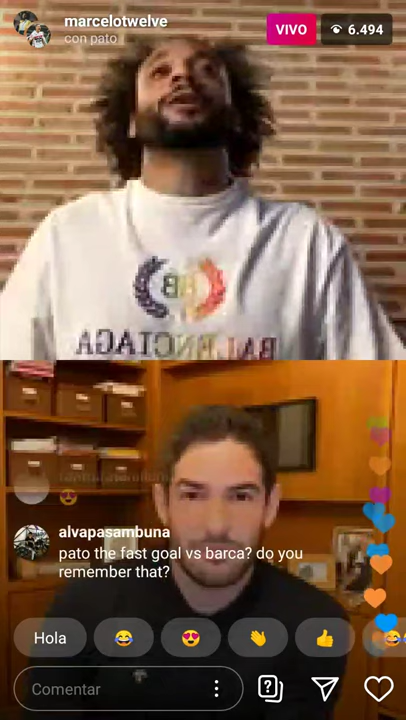 marcelotwelve
con pato
VIVO
6.494
BB
BALENCIAGA
alvapasambuna
pato the fast goal vs barca? do you
remember that?
Hola
Comentar